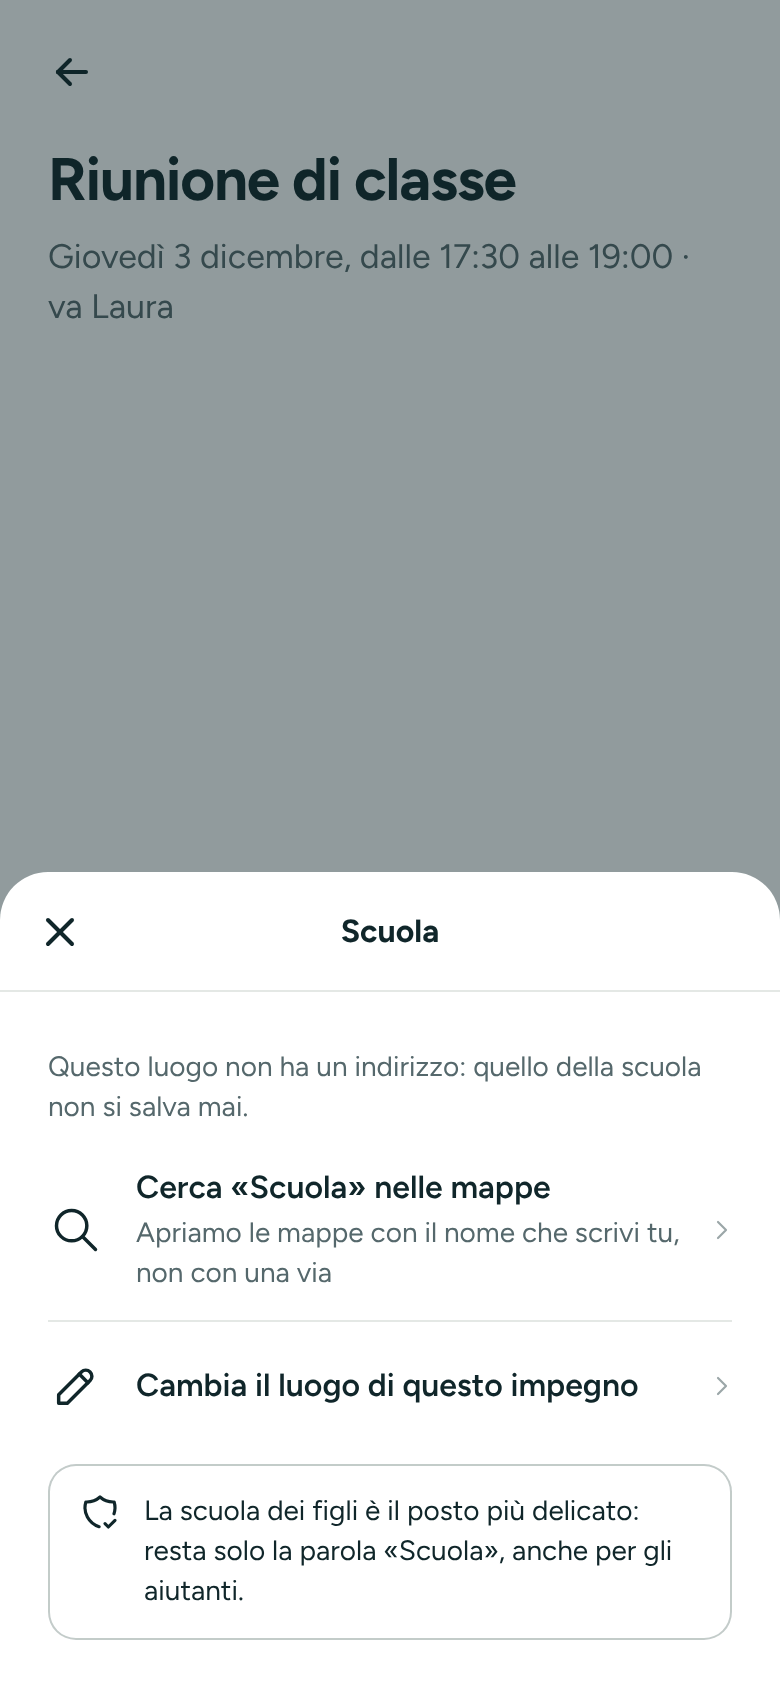 Riunione di classe
Giovedì 3 dicembre, dalle 17:30 alle 19:00 ·
va Laura
Scuola
Questo luogo non ha un indirizzo: quello della scuola
non si salva mai.
Cerca «Scuola» nelle mappe
Apriamo le mappe con il nome che scrivi tu,
non con una via
Cambia il luogo di questo impegno
La scuola dei figli è il posto più delicato:
resta solo la parola «Scuola», anche per gli
aiutanti.